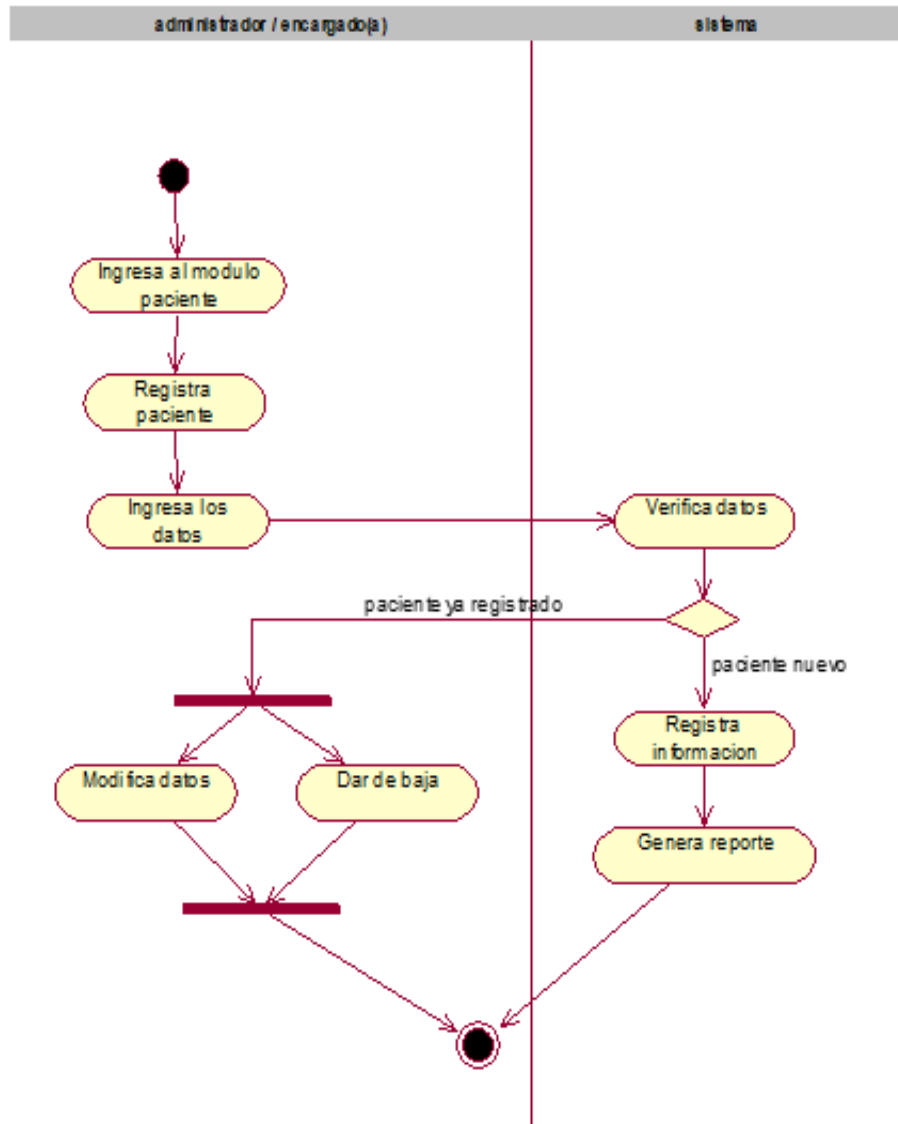 administrador / encargado(a)
sistema
Ingresa al modulo
paciente
Registra
paciente
Ingresa los
datos
Verifica datos
paciente ya registrado
paciente nuevo
Registra
informacion
Modifica datos
Dar de baja
Genera reporte